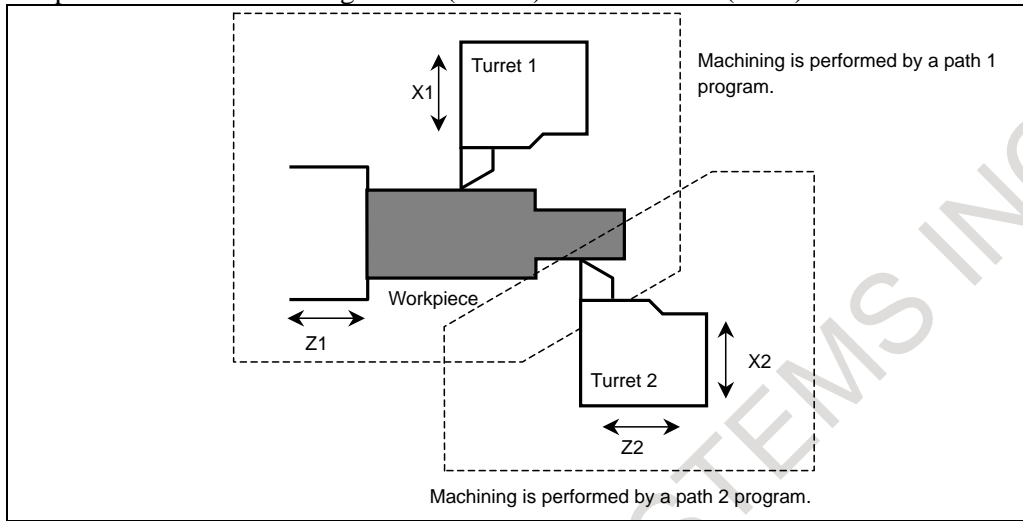 Turret 1
X1
Machining is performed by a path 1
program.
Workpiece
Z1
Turret 2
X2
Z2
Machining is performed by a path 2 program.